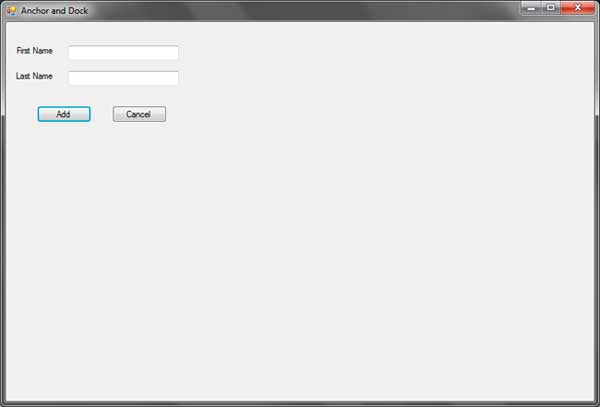 Anchor and Dock
First Name
Last Name
Add Cancel